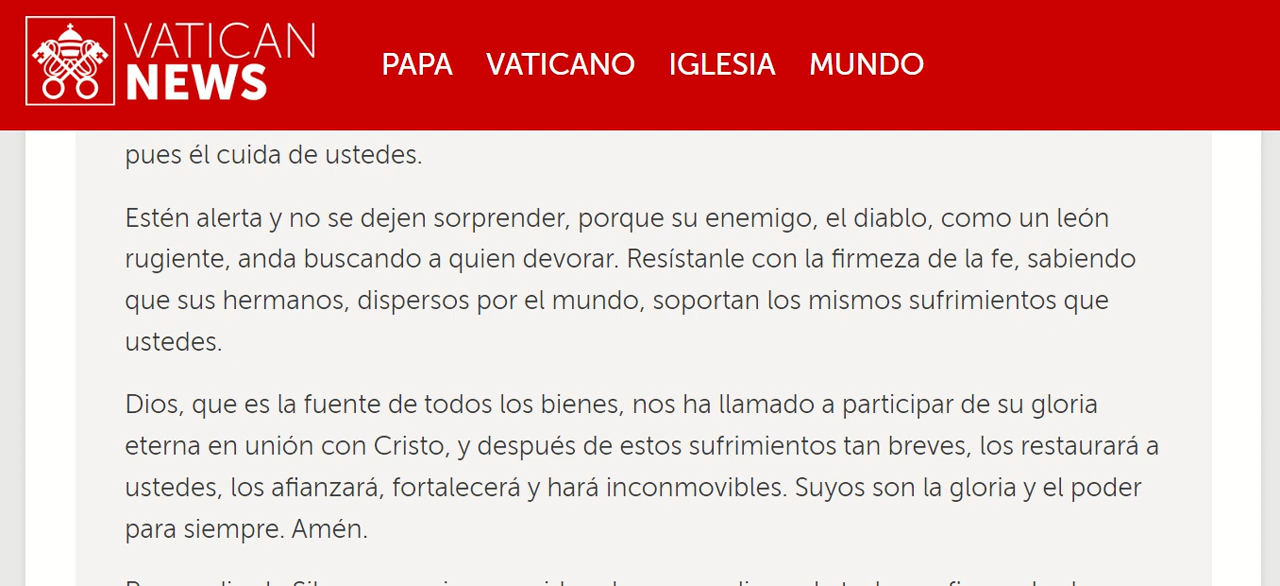 VATICAN
NEWS
PAPA VATICANO IGLESIA MUNDO
pues él cuida de ustedes.
Estén alerta y no se dejen sorprender, porque su enemigo, el diablo, como un león
rugiente, anda buscando a quien devorar. Resístanle con la firmeza de la fe, sabiendo
que sus hermanos, dispersos por el mundo, soportan los mismos sufrimientos que
ustedes.
Dios, que es la fuente de todos los bienes, nos ha llamado a participar de su gloria
eterna en unión con Cristo, y después de estos sufrimientos tan breves, los restaurará a
ustedes, los afianzará, fortalecerá y hará inconmovibles. Suyos son la gloria y el poder
para siempre. Amén.